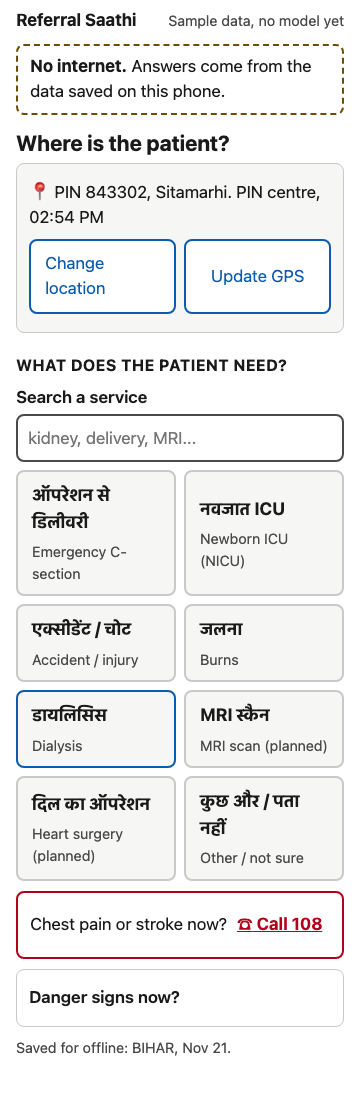 Referral Saathi
Sample data, no model yet
No internet. Answers come from the
data saved on this phone.
Where is the patient?
📍 PIN 843302, Sitamarhi. PIN centre,
02:54 PM
Change
location
Update GPS
WHAT DOES THE PATIENT NEED?
Search a service
kidney, delivery, MRI...
ऑपरेशन से
डिलीवरी
Emergency C-
section
नवजात ICU
Newborn ICU
(NICU)
एक्सीडेंट / चोट
Accident / injury
जलना
Burns
डायलिसिस
Dialysis
MRI स्कैन
MRI scan (planned)
दिल का ऑपरेशन
Heart surgery
(planned)
कुछ और / पता
नहीं
Other / not sure
Chest pain or stroke now? ☎ Call 108
Danger signs now?
Saved for offline: BIHAR, Nov 21.